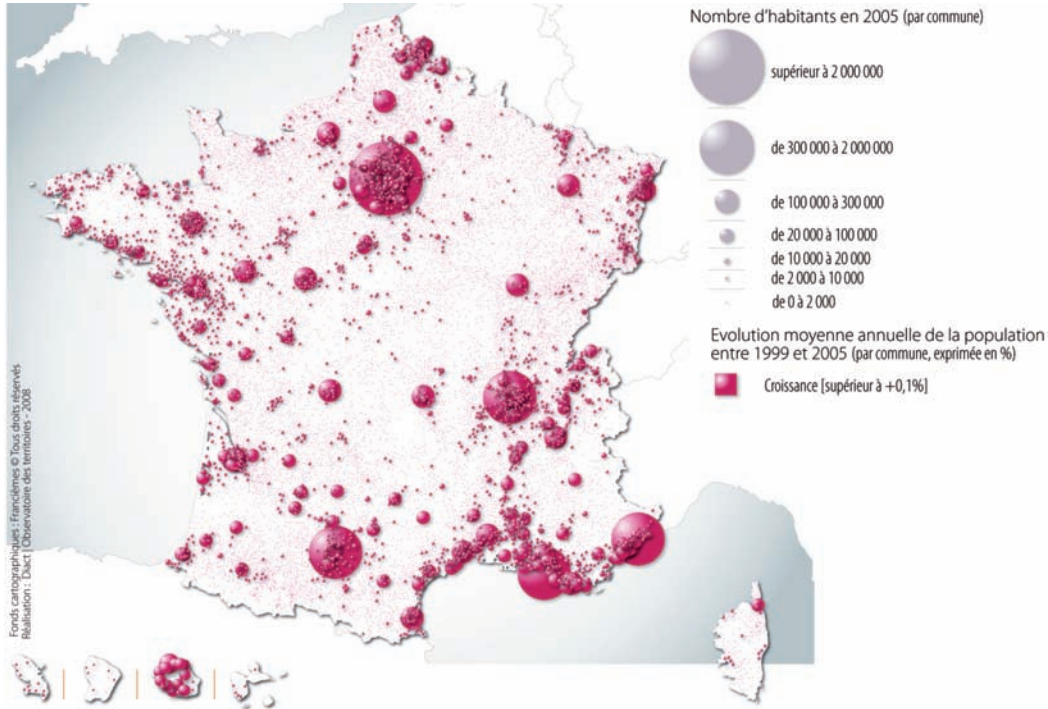 Nombre d'habitants en 2005 (par commune)
supérieur à 2 000 000
de 300 000 à 2 000 000
de 100 000 à 300 000
de 20 000 à 100 000
de 10 000 à 20 000
de 2 000 à 10 000
de 0 à 2 000
Evolution moyenne annuelle de la population
entre 1999 et 2005 (par commune, exprimée en %)
Croissance [supérieur à +0,1%]
Fonds cartographiques : Francièmes © Tous droits réservés
Réalisation : Diact | Observatoire des territoires - 2008